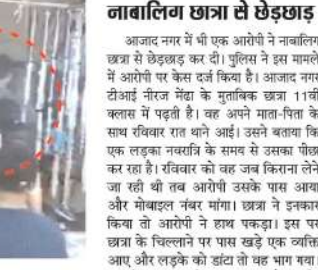 नाबालिग छात्रा से छेड़छाड़
आजाद नगर में भी एक आरोपी ने नाबालिग
छात्रा से छेड़छाड़ कर दी। पुलिस ने इस मामले
में आरोपी पर केस दर्ज किया है। आजाद नगर
टीआई नीरज मेंढा के मुताबिक छात्रा 11वीं
क्लास में पढ़ती है। वह अपने माता-पिता के
साथ रविवार रात थाने आई। उसने बताया कि
एक लड़का नवरात्रि के समय से उसका पीछा
कर रहा है। रविवार को वह जब किराना लेने
जा रही थी तब आरोपी उसके पास आया
और मोबाइल नंबर मांगा। छात्रा ने इनकार
किया तो आरोपी ने हाथ पकड़ा। इस पर
छात्रा के चिल्लाने पर पास खड़े एक व्यक्ति
आए और लड़के को डांटा तो वह भाग गया।